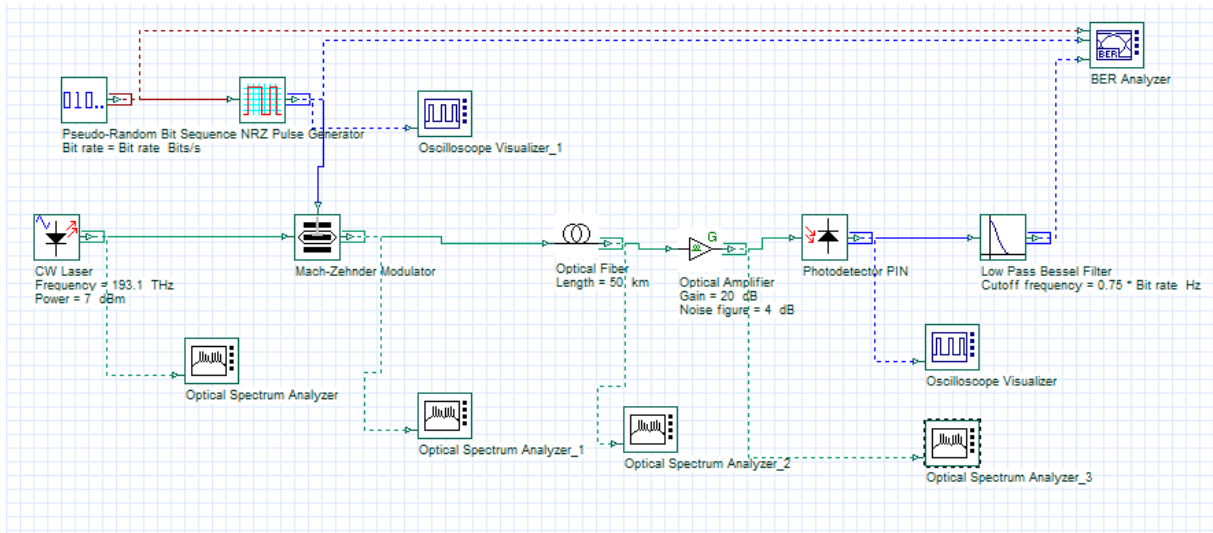 BER
BER Analyzer
010..
Pseudo-Random Bit Sequence NRZ Pulse Generator
Bit rate = Bit rate Bits/s
Oscilloscope Visualizer_1
CW Laser
Frequency = 193.1 THz
Power = 7 dBm
Mach-Zehnder Modulator
Optical Fiber
Length = 50 km
G
Optical Amplifier
Gain = 20 dB
Noise figure = 4 dB
Photodetector PIN
Low Pass Bessel Filter
Cutoff frequency = 0.75 * Bit rate Hz
Optical Spectrum Analyzer
Optical Spectrum Analyzer_1
Optical Spectrum Analyzer_2
Oscilloscope Visualizer
Optical Spectrum Analyzer_3